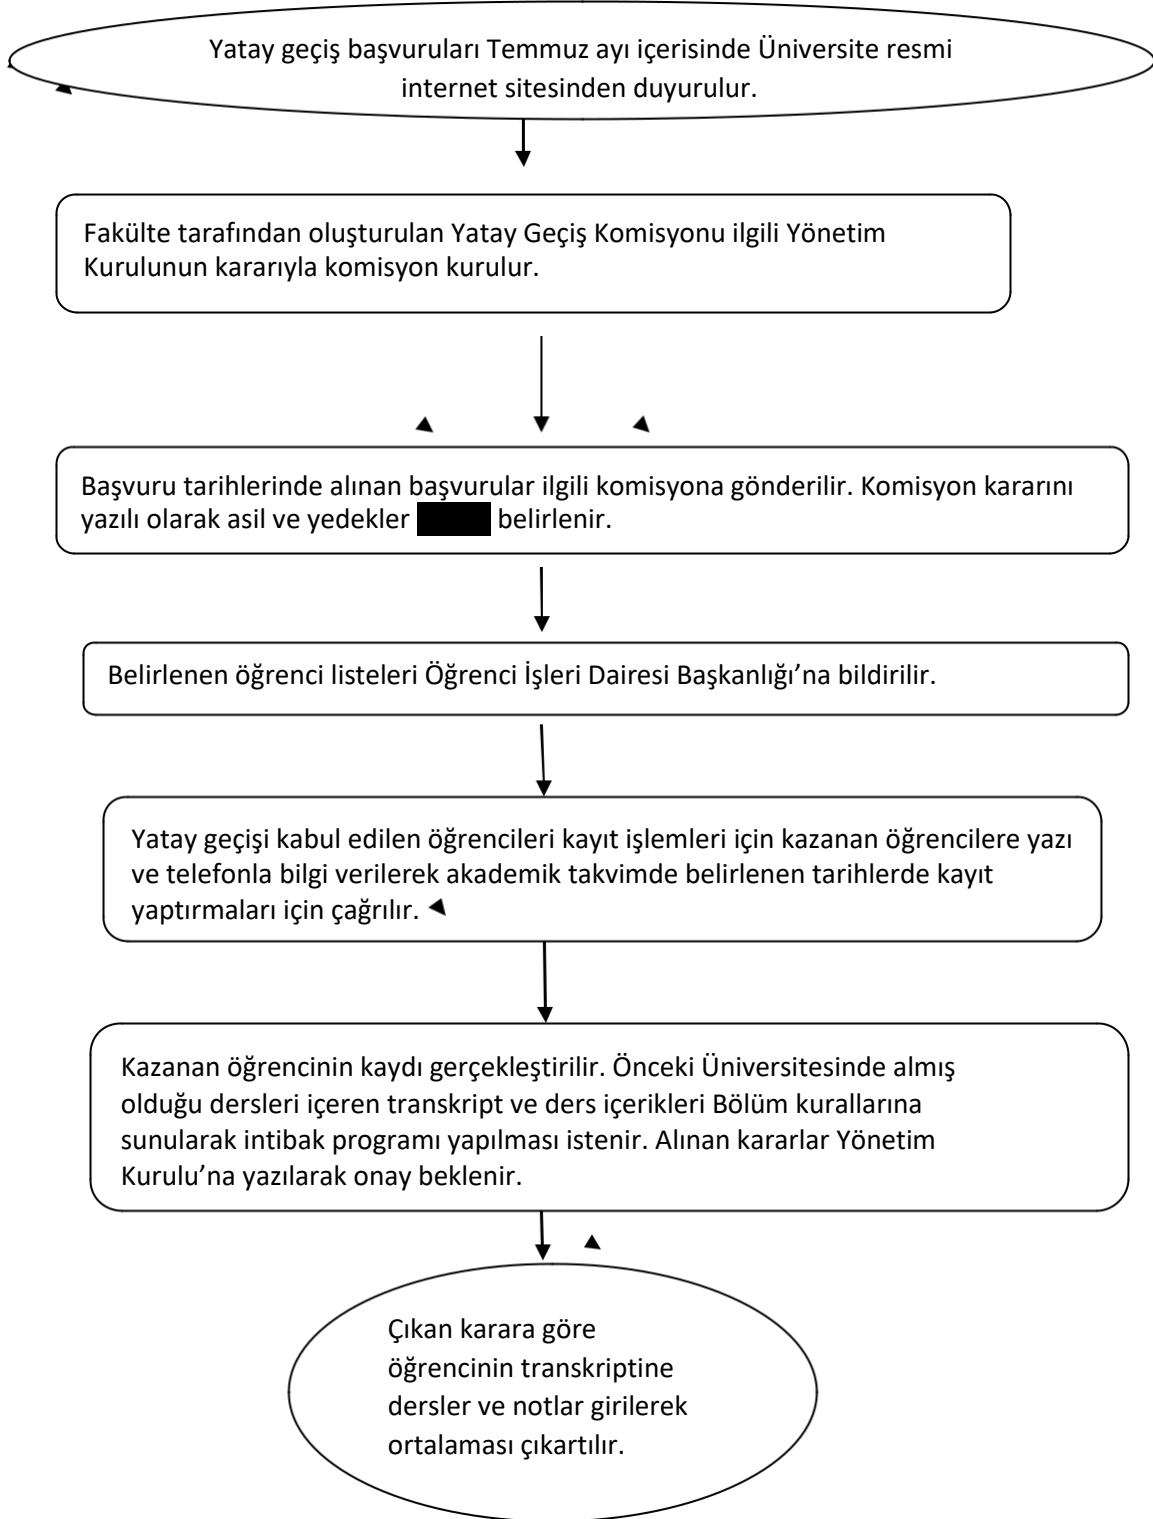 Yatay geçiş başvuruları Temmuz ayı içerisinde Üniversite resmi
internet sitesinden duyurulur.
Fakülte tarafından oluşturulan Yatay Geçiş Komisyonu ilgili Yönetim
Kurulunun kararıyla komisyon kurulur.
Başvuru tarihlerinde alınan başvurular ilgili komisyona gönderilir. Komisyon kararını
yazılı olarak asil ve yedekler belirlenir.
Belirlenen öğrenci listeleri Öğrenci İşleri Dairesi Başkanlığı’na bildirilir.
Yatay geçişi kabul edilen öğrencileri kayıt işlemleri için kazanan öğrencilere yazı
ve telefonla bilgi verilerek akademik takvimde belirlenen tarihlerde kayıt
yaptırmaları için çağrılır.
Kazanan öğrencinin kaydı gerçekleştirilir. Önceki Üniversitesinde almış
olduğu dersleri içeren transkript ve ders içerikleri Bölüm kurallarına
sunularak intibak programı yapılması istenir. Alınan kararlar Yönetim
Kurulu’na yazılarak onay beklenir.
Çıkan karara göre
öğrencinin transkriptine
dersler ve notlar girilerek
ortalaması çıkartılır.